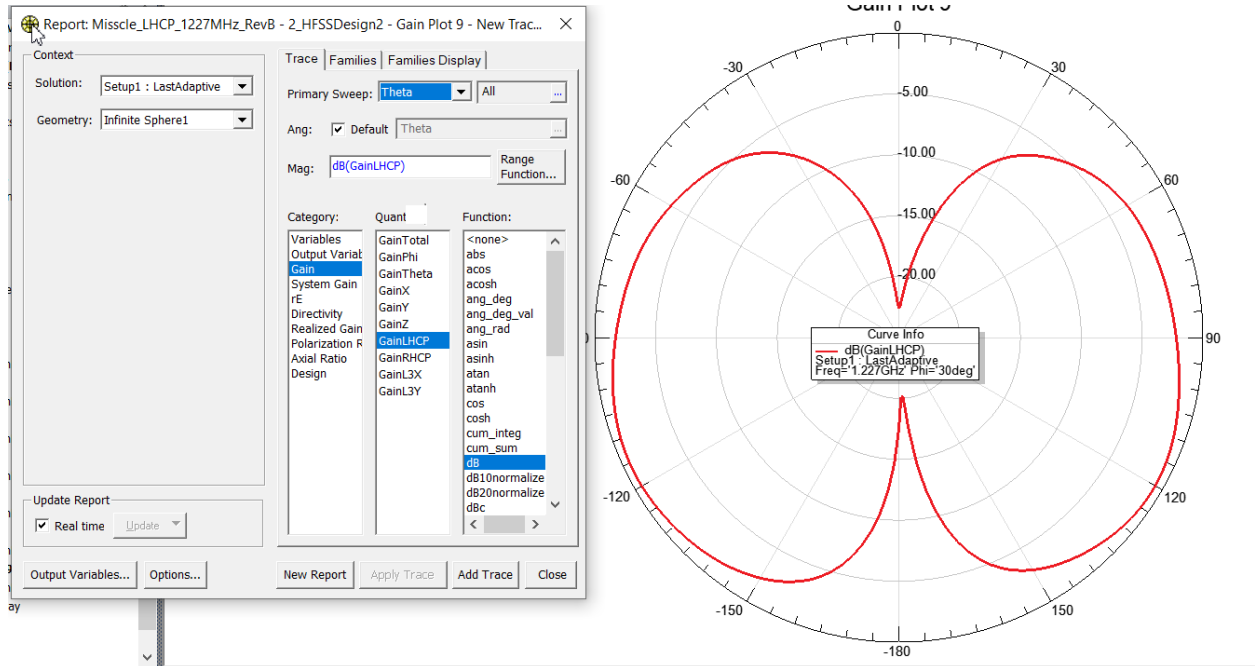 Report: Misscle_LHCP_1227MHz_RevB - 2_HFSSDesign2 - Gain Plot 9 - New Trac...
Context
Solution: Setup1 : LastAdaptive
Geometry: Infinite Sphere1
Update Report
Real time Update
Output Variables... Options...
Trace Families Families Display
Primary Sweep: Theta All ...
Ang: Default Theta ...
Mag: dB(GainLHCP) Range Function...
Category:
Variables
Output Variab
Gain
System Gain
rE
Directivity
Realized Gain
Polarization R
Axial Ratio
Design
Quant
GainTotal
GainPhi
GainTheta
GainX
GainY
GainZ
GainLHCP
GainRHCP
GainL3X
GainL3Y
Function:
<none>
abs
acos
acosh
ang_deg
ang_deg_val
ang_rad
asin
asinh
atan
atanh
cos
cosh
cum_integ
cum_sum
dB
dB10normalize
dB20normalize
dBc
New Report Apply Trace Add Trace Close
ay
Gain Plot 9
0
-30 30
-5.00
-10.00
-60 60
-15.00
-20.00
90
Curve Info
dB(GainLHCP)
Setup1 : LastAdaptive
Freq='1.227GHz' Phi='30deg'
-120 120
-150 150
-180